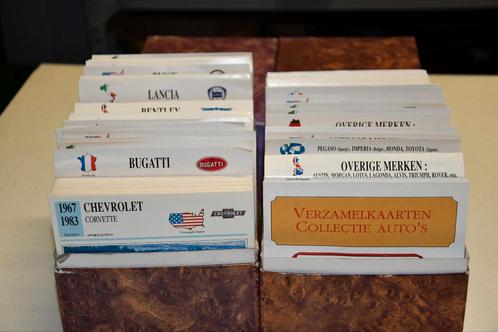 LANCIA
BENTLEY
BUGATTI
BUGATTI
1967
1983
CHEVROLET
CORVETTE
CHEVROLET
OVERIGE MERKEN :
PEGASO (Spanje), IMPERIA (België), HONDA, TOYOTA (Japan).
OVERIGE MERKEN :
AUSTIN, MORGAN, LOTUS, LAGONDA, ALVIS, TRIUMPH, ROVER, enz.
VERZAMELKAARTEN
COLLECTIE AUTO'S